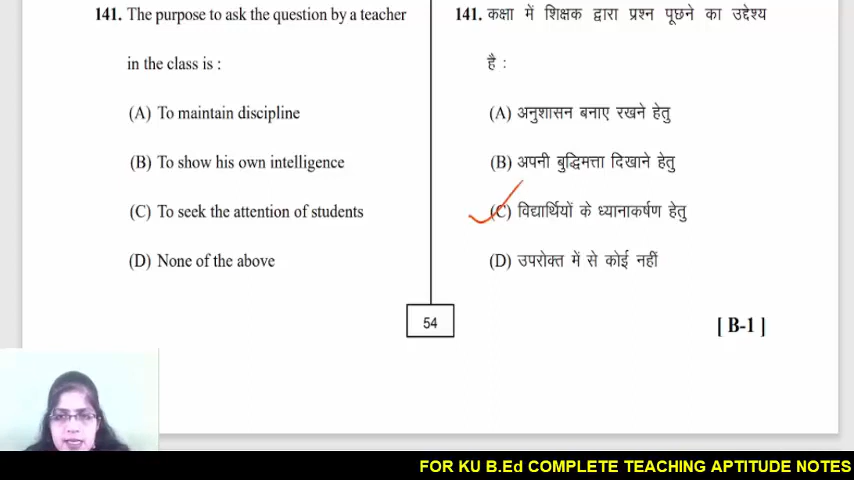 141. The purpose to ask the question by a teacher
in the class is :
(A) To maintain discipline
(B) To show his own intelligence
(C) To seek the attention of students
(D) None of the above
141. कक्षा में शिक्षक द्वारा प्रश्न पूछने का उद्देश्य
है :
(A) अनुशासन बनाए रखने हेतु
(B) अपनी बुद्धिमत्ता दिखाने हेतु
(C) विद्यार्थियों के ध्यानाकर्षण हेतु
(D) उपरोक्त में से कोई नहीं
54
[ B-1 ]
FOR KU B.Ed COMPLETE TEACHING APTITUDE NOTES